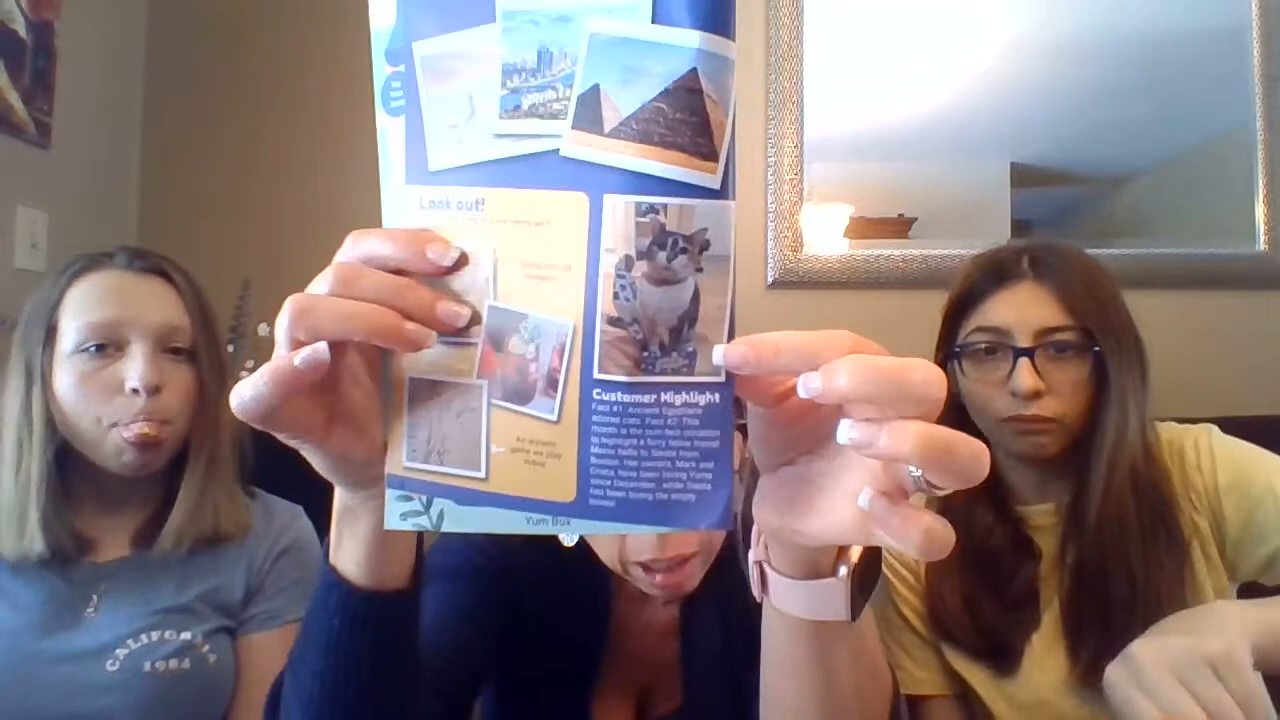 Look out!
An ancient
game we play
today!
Customer Highlight
Fact #1: Ancient Egyptians
adored cats. Fact #2: This
month is the purr-fect occasion
to highlight a furry feline friend!
Meow hello to Siesta from
Boston. Her owners, Mark and
have been loving Yums
since December, while Siesta
has been loving the empty
boxes!
Yum Box
CALIFORNIA
1984